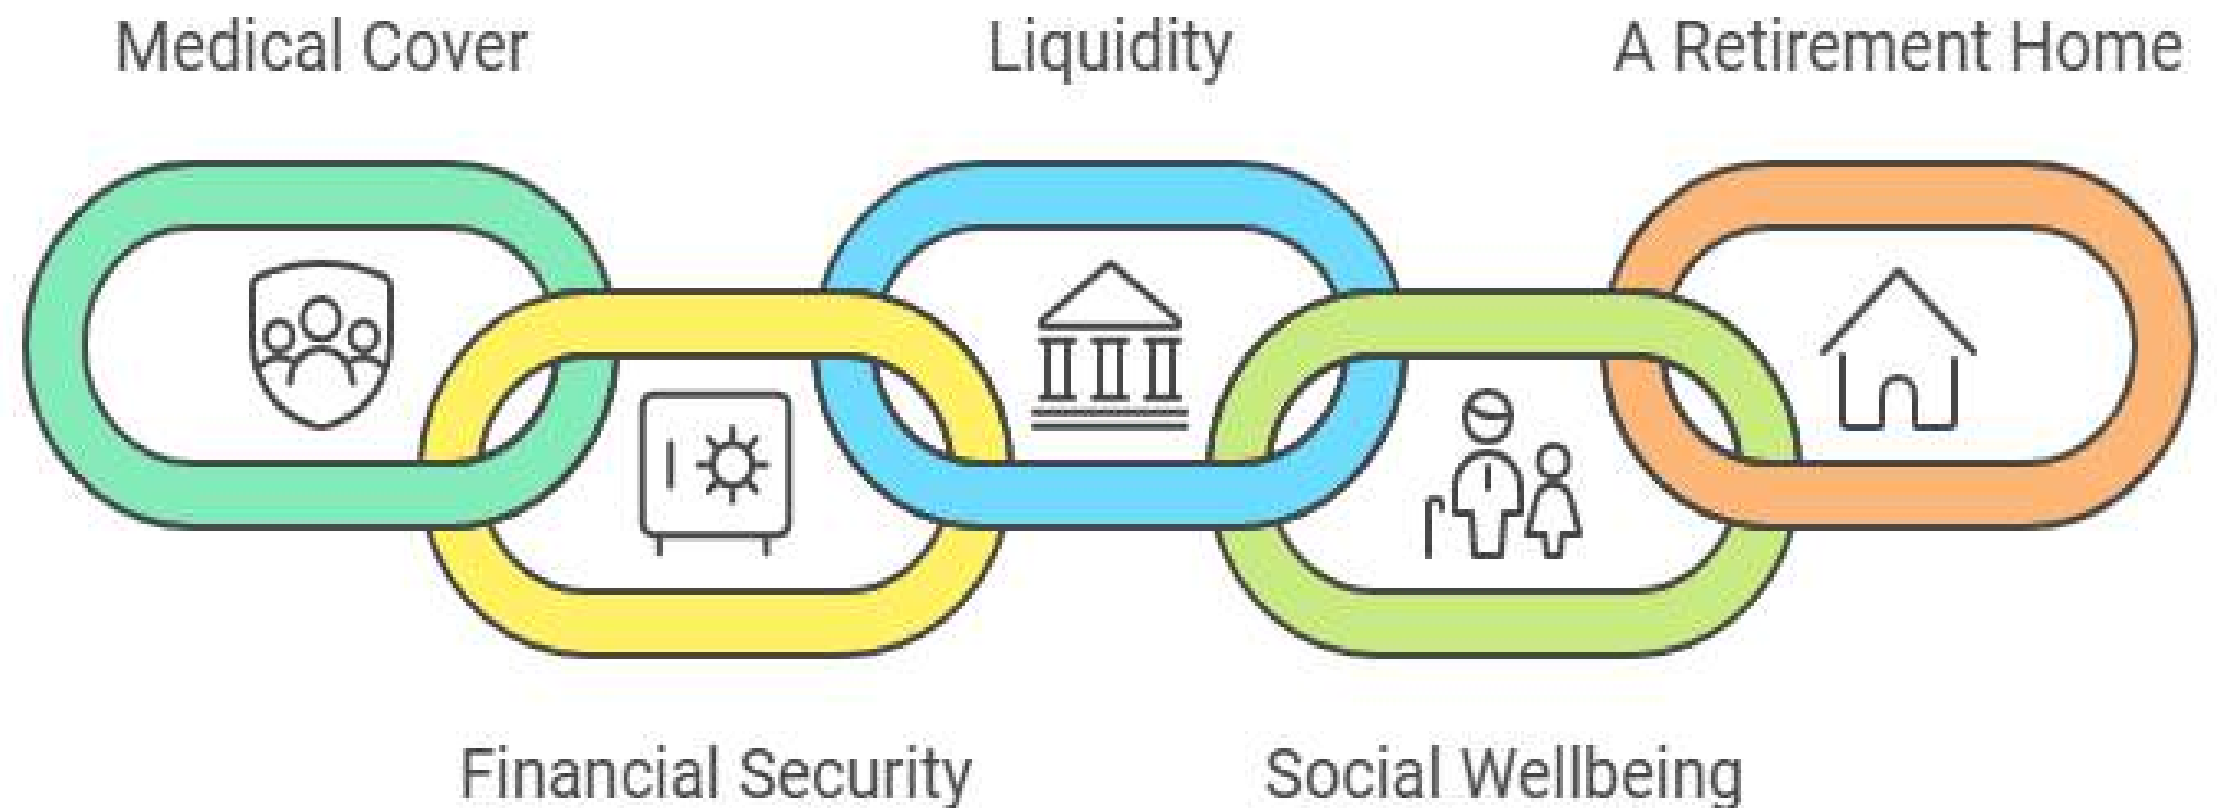 Medical Cover
Liquidity
A Retirement Home
Financial Security
Social Wellbeing